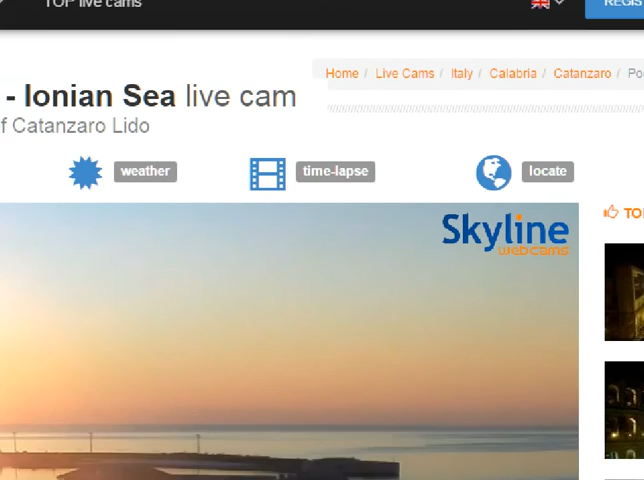 TOP live cams
Home / Live Cams / Italy / Calabria / Catanzaro /
- Ionian Sea live cam
Catanzaro Lido
weather
time-lapse
locate
Skyline
webcams